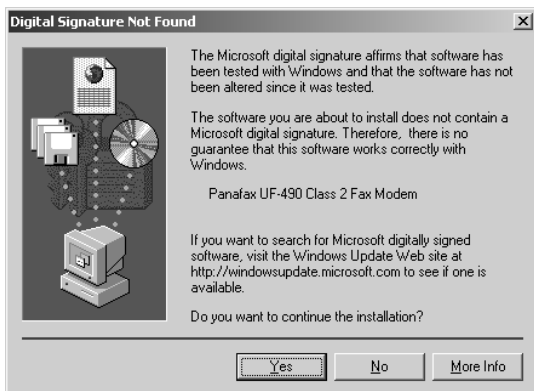 Digital Signature Not Found
The Microsoft digital signature affirms that software has
been tested with Windows and that the software has not
been altered since it was tested.
The software you are about to install does not contain a
Microsoft digital signature. Therefore, there is no
guarantee that this software works correctly with
Windows.
Panafax UF-490 Class 2 Fax Modem
If you want to search for Microsoft digitally signed
software, visit the Windows Update Web site at
http://windowsupdate.microsoft.com to see if one is
available.
Do you want to continue the installation?
Yes No More Info